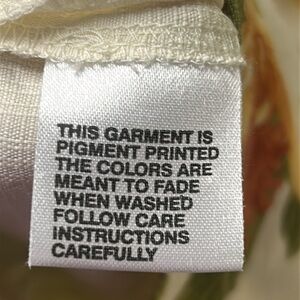 THIS GARMENT IS
PIGMENT PRINTED
THE COLORS ARE
MEANT TO FADE
WHEN WASHED
FOLLOW CARE
INSTRUCTIONS
CAREFULLY